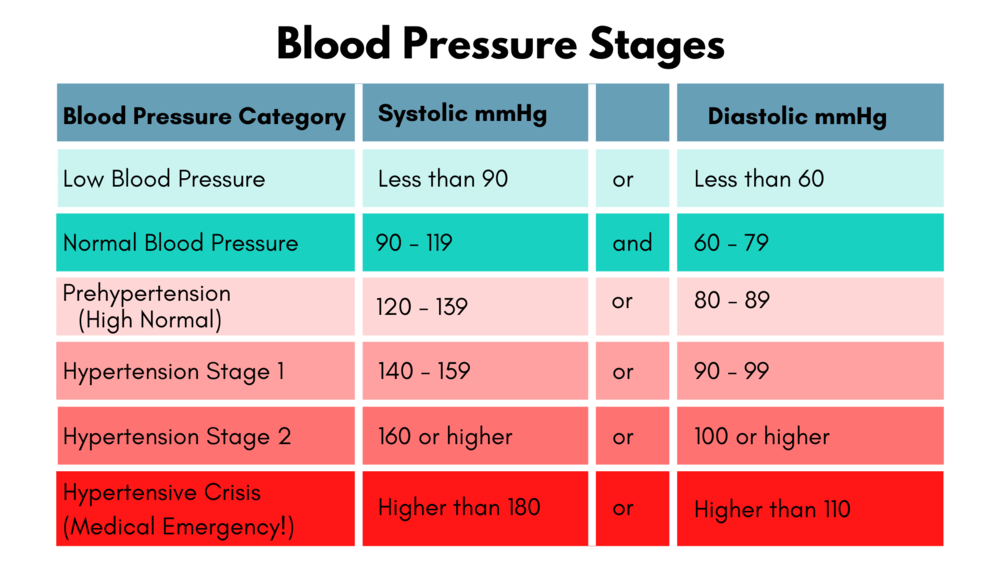 Blood Pressure Stages
Blood Pressure Category Systolic mmHg Diastolic mmHg
Low Blood Pressure Less than 90 or Less than 60
Normal Blood Pressure 90 - 119 and 60 - 79
Prehypertension
(High Normal) 120 - 139 or 80 - 89
Hypertension Stage 1 140 - 159 or 90 - 99
Hypertension Stage 2 160 or higher or 100 or higher
Hypertensive Crisis
(Medical Emergency!) Higher than 180 or Higher than 110